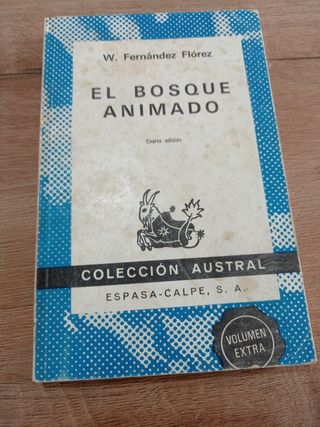 W. Fernández Flórez
EL BOSQUE
ANIMADO
Cuarta edición
COLECCIÓN AUSTRAL
ESPASA-CALPE, S. A.
VOLUMEN
EXTRA